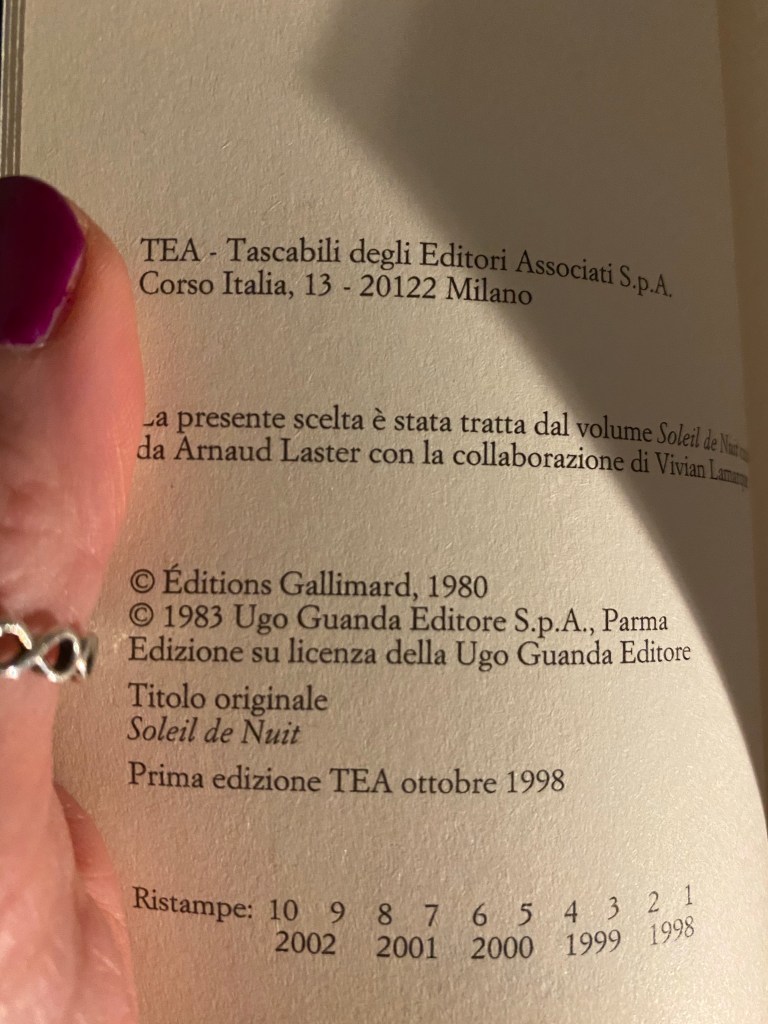 TEA - Tascabili degli Editori Associati S.p.A.
Corso Italia, 13 - 20122 Milano
La presente scelta è stata tratta dal volume Soleil de Nuit
da Arnaud Laster con la collaborazione di Vivian
© Éditions Gallimard, 1980
© 1983 Ugo Guanda Editore S.p.A., Parma
Edizione su licenza della Ugo Guanda Editore
Titolo originale
Soleil de Nuit
Prima edizione TEA ottobre 1998
Ristampe: 10 9 8 7 6 5 4 3 2 1
2002 2001 2000 1999 1998